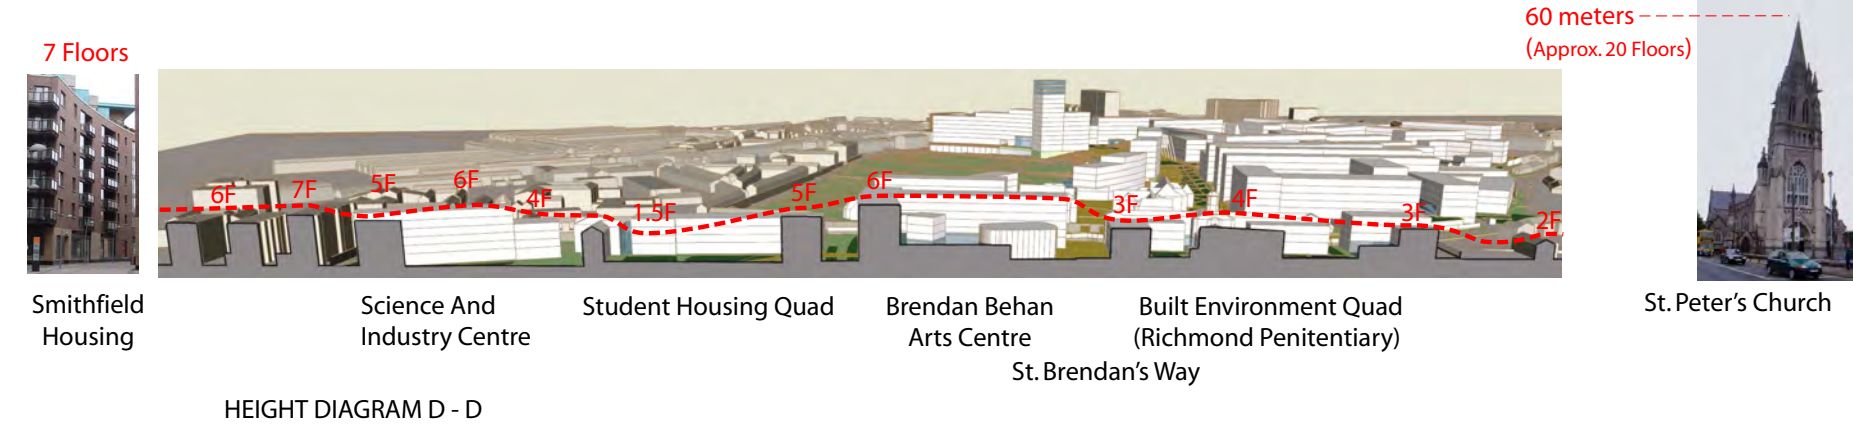 60 meters
(Approx. 20 Floors)
7 Floors
6F
7F
5F
6F
4F
1.5F
5F
6F
3F
4F
3F
2F
Smithfield
Housing
Science And
Industry Centre
Student Housing Quad
Brendan Behan
Arts Centre
Built Environment Quad
(Richmond Penitentiary)
St. Peter's Church
St. Brendan's Way
HEIGHT DIAGRAM D - D